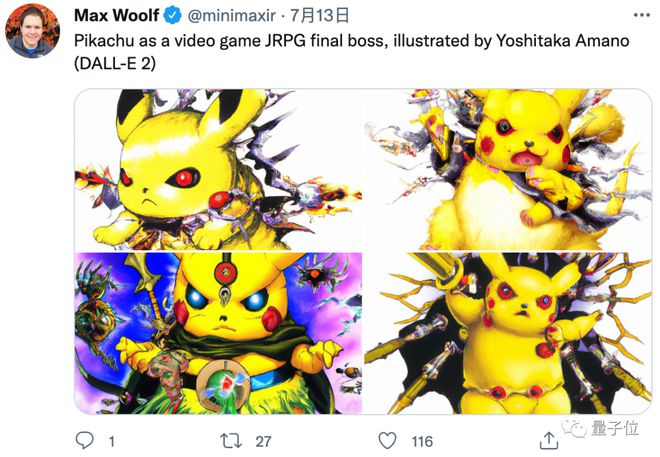 Max Woolf @minimaxir · 7月13日
Pikachu as a video game JRPG final boss, illustrated by Yoshitaka Amano
(DALL-E 2)
1 27 116
量子位